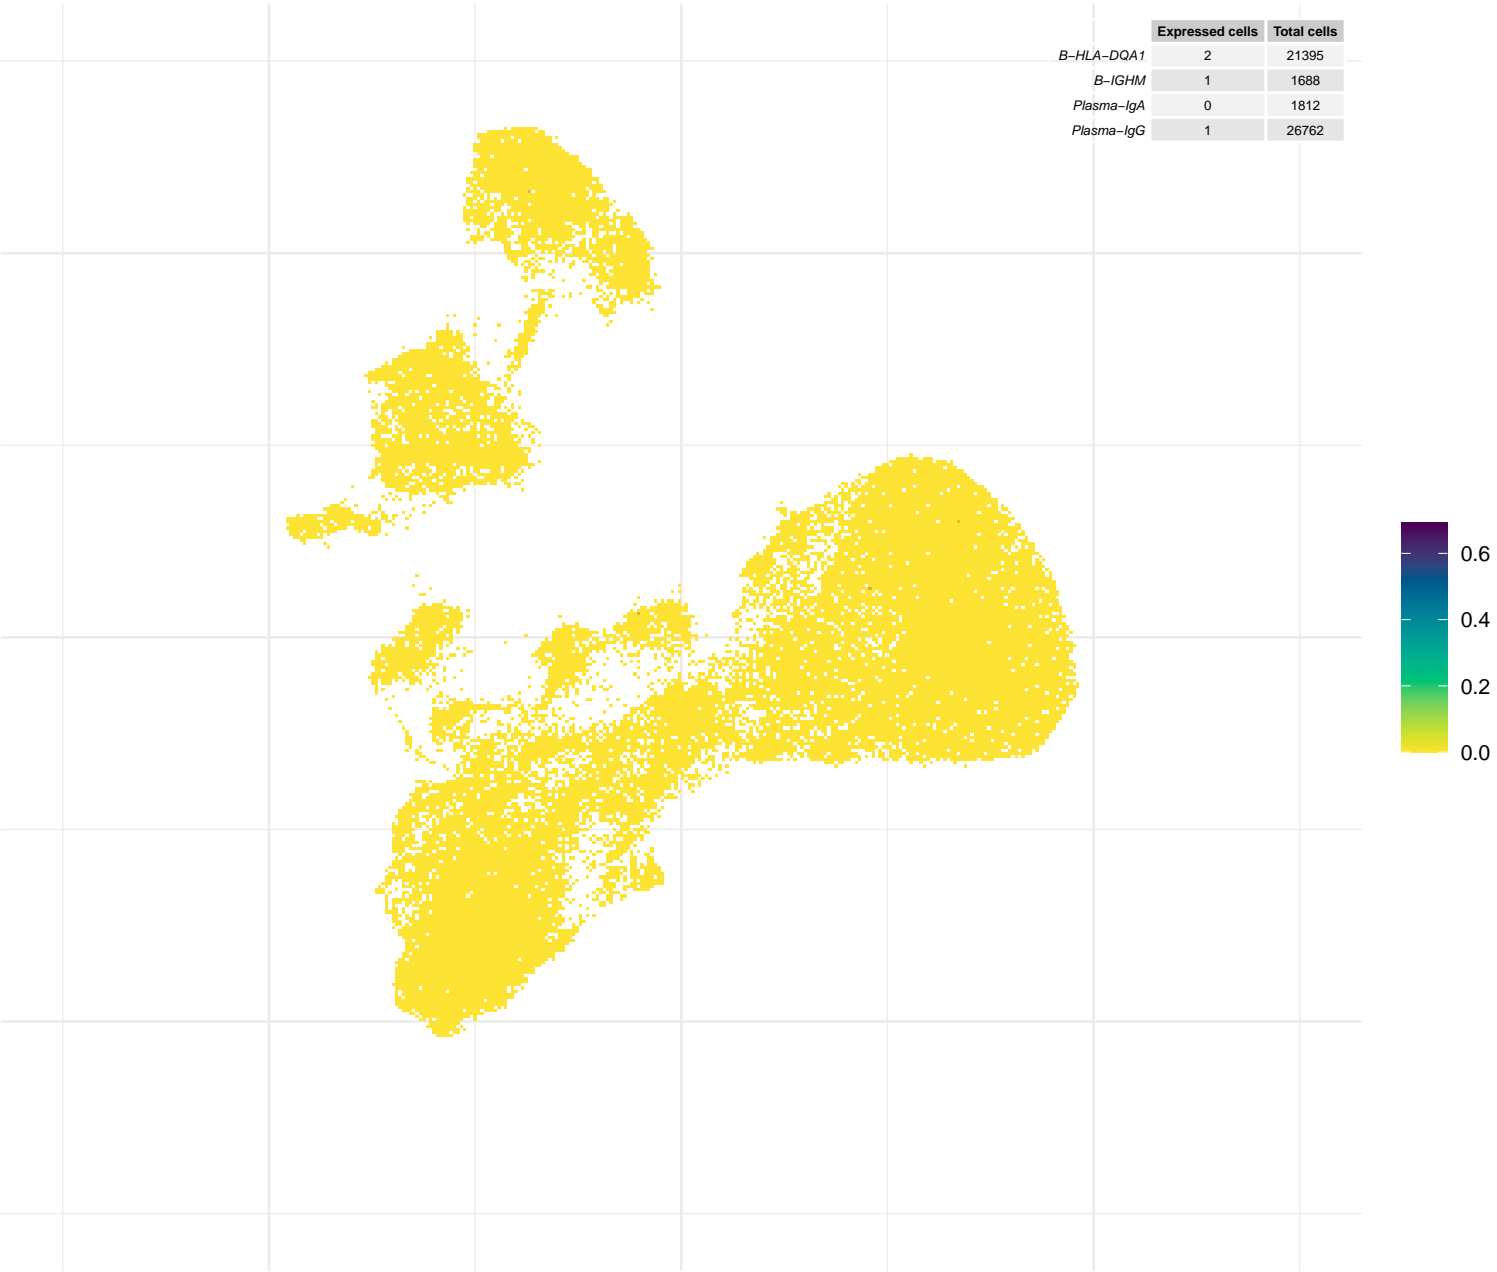 Expressed cells Total cells
B−HLA−DQA1 2 21395
B−IGHM 1 1688
Plasma−IgA 0 1812
Plasma−IgG 1 26762
0.6
0.4
0.2
0.0